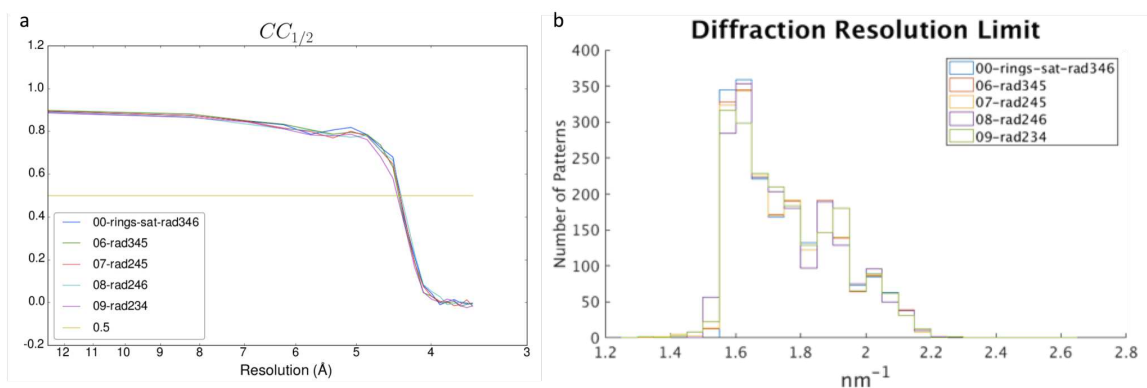 a
CC1/2
1.2
1.0
0.8
0.6
0.4
0.2
0.0
-0.2
00-rings-sat-rad346
06-rad345
07-rad245
08-rad246
09-rad234
0.5
12 11 10 9 8 7 6 5 4 3
Resolution (Å)
b
Diffraction Resolution Limit
Number of Patterns
400
350
300
250
200
150
100
50
0
00-rings-sat-rad346
06-rad345
07-rad245
08-rad246
09-rad234
1.2 1.4 1.6 1.8 2 2.2 2.4 2.6 2.8
nm-1